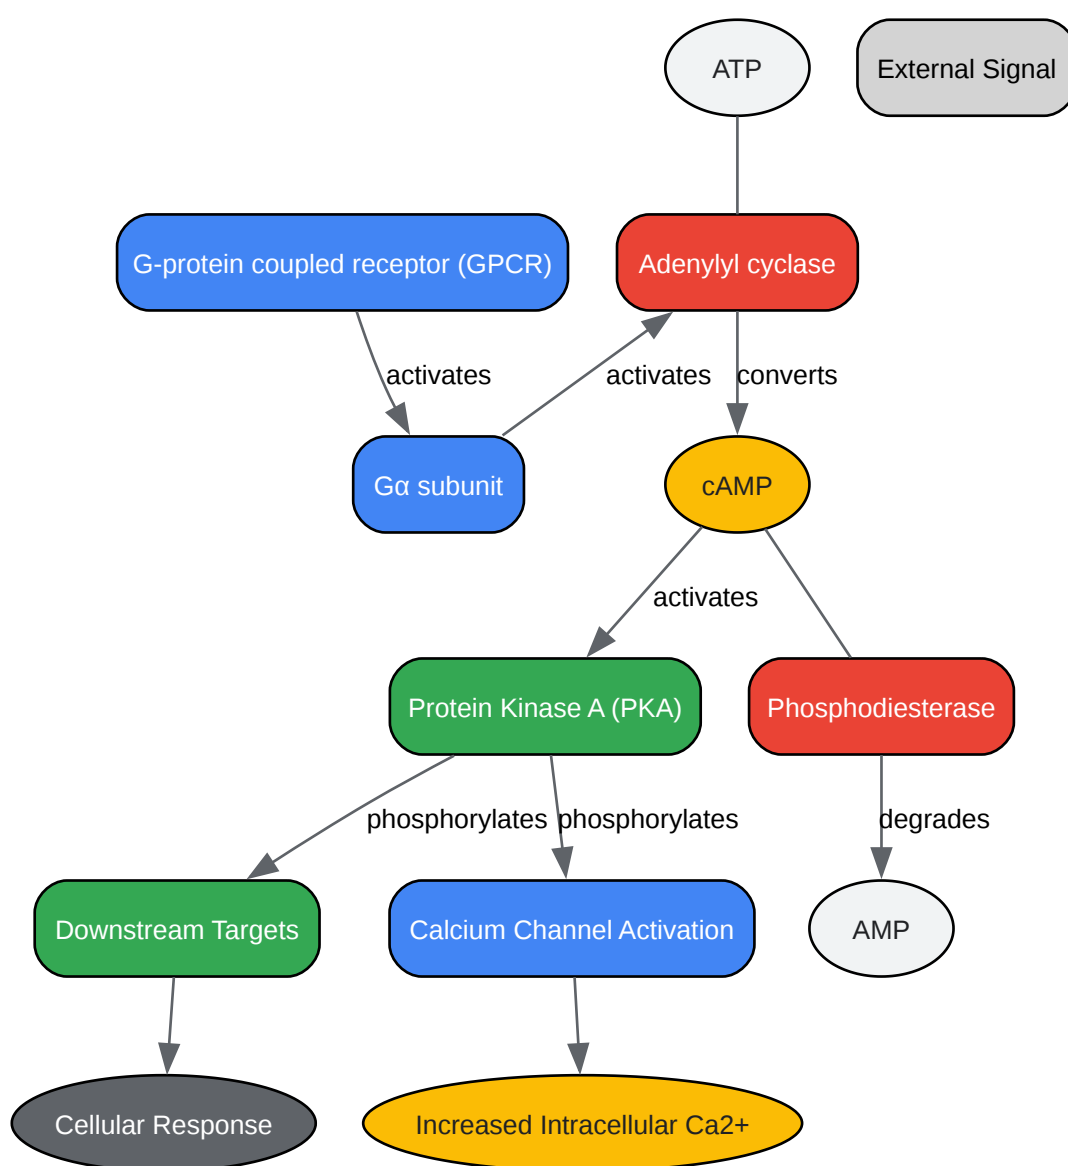 ATP
External Signal
G-protein coupled receptor (GPCR)
Adenylyl cyclase
activates
activates
converts
Gα subunit
cAMP
activates
Protein Kinase A (PKA)
Phosphodiesterase
phosphorylates
phosphorylates
degrades
Downstream Targets
Calcium Channel Activation
AMP
Cellular Response
Increased Intracellular Ca2+